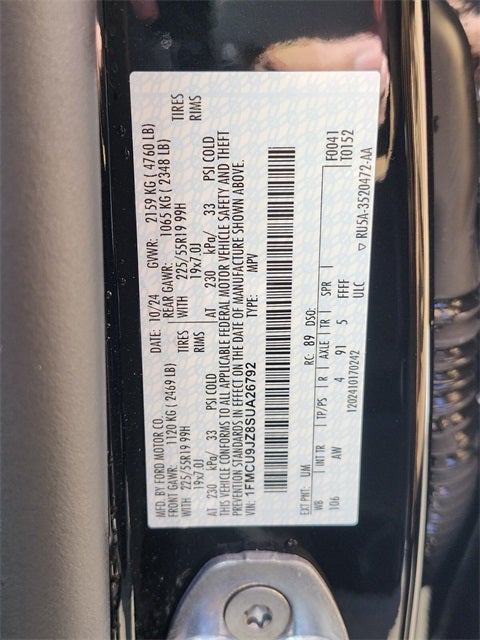 MFD. BY FORD MOTOR CO. DATE: 10/24 GVWR: 2159 KG ( 4760 LB)
FRONT GAWR: 1120 KG ( 2469 LB) REAR GAWR: 1065 KG ( 2348 LB)
WITH 225/55R19 99H TIRES WITH 225/55R19 99H TIRES
19x7.0J RIMS 19x7.0J RIMS
AT 230 kPa/ 33 PSI COLD AT 230 kPa/ 33 PSI COLD
THIS VEHICLE CONFORMS TO ALL APPLICABLE FEDERAL MOTOR VEHICLE SAFETY AND THEFT
PREVENTION STANDARDS IN EFFECT ON THE DATE OF MANUFACTURE SHOWN ABOVE.
VIN: 1FMCU9JZ8SUA26792 TYPE: MPV
EXT PNT: UM RC: 89 DSO: F0041
WB INT TR TP/PS R AXLE TR SPR T0152
106 AW 4 91 5 FFFF
1202410170242 ULC
▽ RU5A-3520472-AA